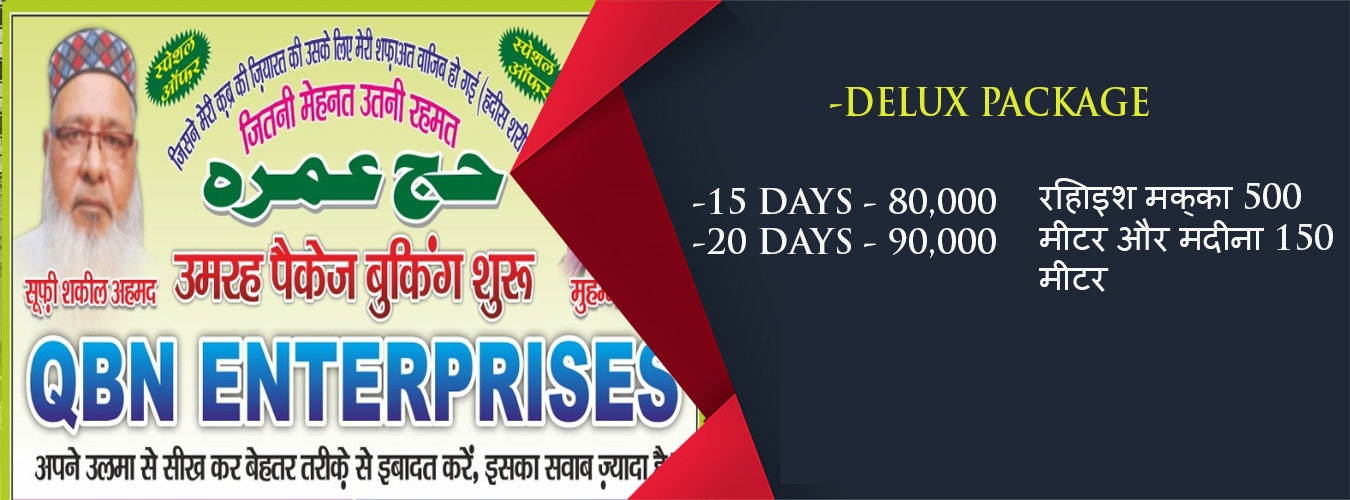 स्पेशल
ऑफर
स्पेशल
ऑफर
जिसने मेरी क़ब्र की ज़ियारत की उसके लिए मेरी शफ़ाअत वाजिब हो गई (हदीस
जितनी मेहनत उतनी रहमत
حج عمره
उमरह पैकेज बुकिंग शुरू
सूफ़ी शकील अहमद
QBN ENTERPRISES
अपने उलमा से सीख कर बेहतर तरीक़े से इबादत करें, इसका सवाब ज़्यादा है
-DELUX PACKAGE
-15 DAYS - 80,000
-20 DAYS - 90,000
रहिाइश मक्का 500
मीटर और मदीना 150
मीटर